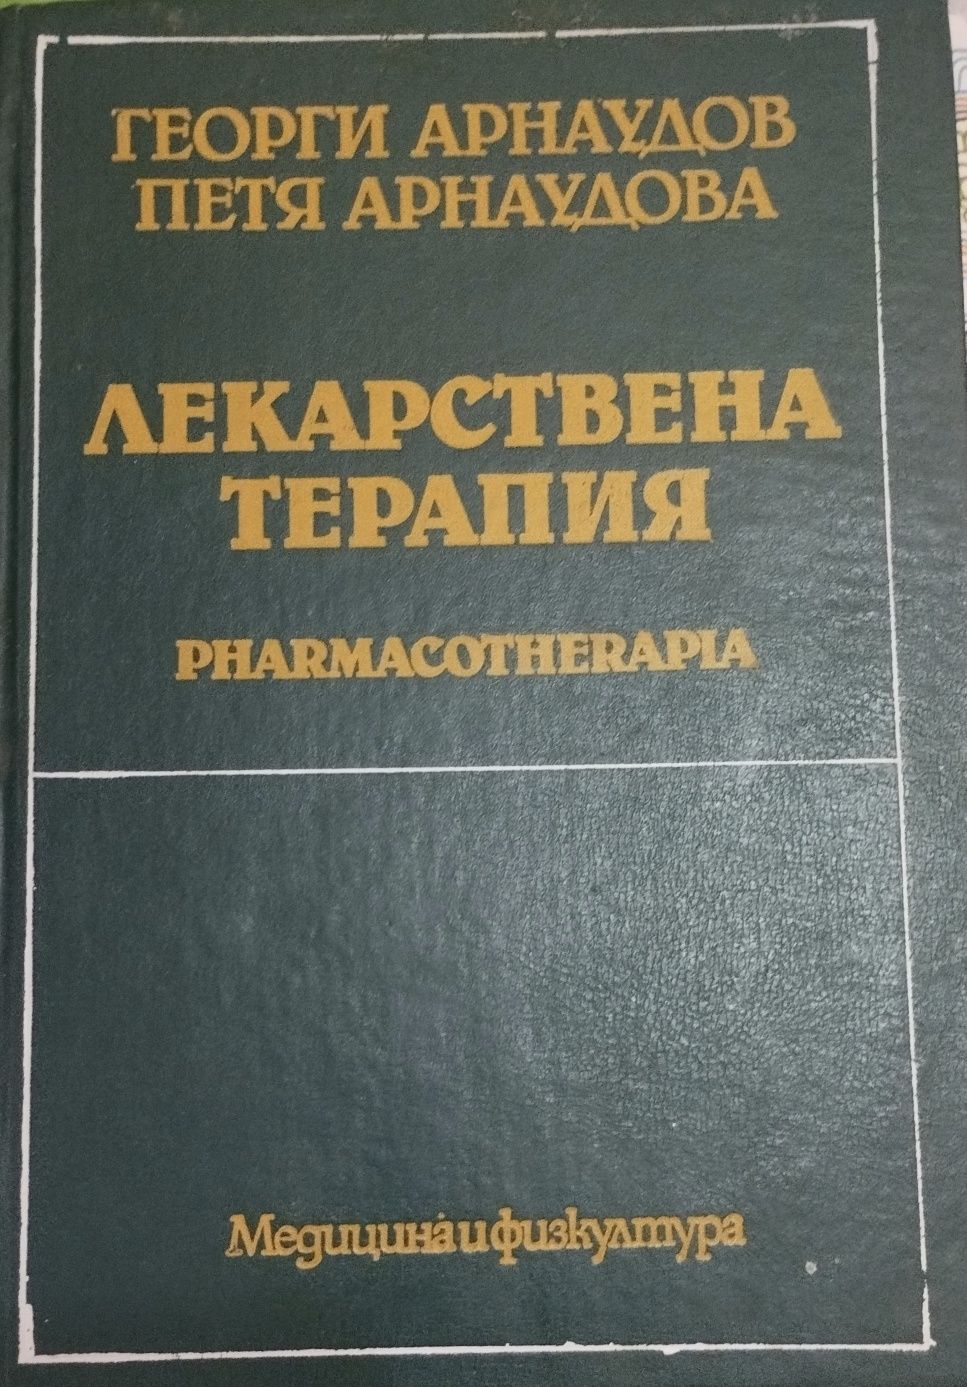 ГЕОРГИ АРНАУДОВ
ПЕТЯ АРНАУДОВА
ЛЕКАРСТВЕНА
ТЕРАПИЯ
PHARMACOTHERAPIA
Медицина и физкултура